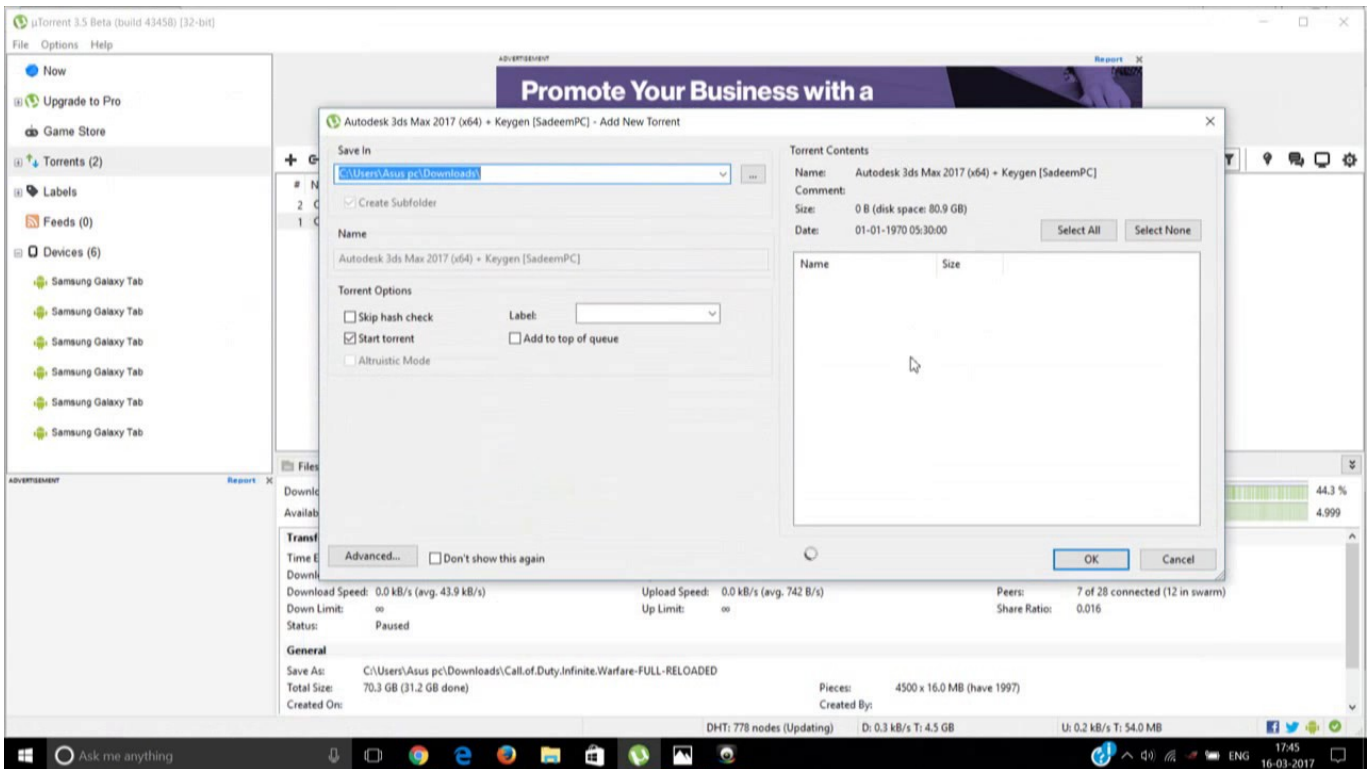 µTorrent 3.5 Beta (build 43458) [32-bit]
File Options Help
Now
Upgrade to Pro
Game Store
Torrents (2)
Labels
Feeds (0)
Devices (6)
Samsung Galaxy Tab
Samsung Galaxy Tab
Samsung Galaxy Tab
Samsung Galaxy Tab
Samsung Galaxy Tab
Samsung Galaxy Tab
ADVERTISEMENT Report
ADVERTISEMENT Report
Promote Your Business with a
Autodesk 3ds Max 2017 (x64) + Keygen [SadeemPC] - Add New Torrent
Save In
C:\Users\Asus pc\Downloads\
...
Create Subfolder
Name
Autodesk 3ds Max 2017 (x64) + Keygen [SadeemPC]
Torrent Options
Skip hash check Label:
Start torrent Add to top of queue
Altruistic Mode
Torrent Contents
Name: Autodesk 3ds Max 2017 (x64) + Keygen [SadeemPC]
Comment:
Size: 0 B (disk space: 80.9 GB)
Date: 01-01-1970 05:30:00 Select All Select None
Name Size
Advanced... Don't show this again OK Cancel
# N
2 C
1 C
Files
Downlo
Availab
44.3 %
4.999
Transf
Time E
Downl
Download Speed: 0.0 kB/s (avg. 43.9 kB/s) Upload Speed: 0.0 kB/s (avg. 742 B/s) Peers: 7 of 28 connected (12 in swarm)
Down Limit: ∞ Up Limit: ∞ Share Ratio: 0.016
Status: Paused
General
Save As: C:\Users\Asus pc\Downloads\Call.of.Duty.Infinite.Warfare-FULL-RELOADED
Total Size: 70.3 GB (31.2 GB done) Pieces: 4500 x 16.0 MB (have 1997)
Created On: Created By:
DHT: 778 nodes (Updating) D: 0.3 kB/s T: 4.5 GB U: 0.2 kB/s T: 54.0 MB
Ask me anything
ENG
17:45
16-03-2017